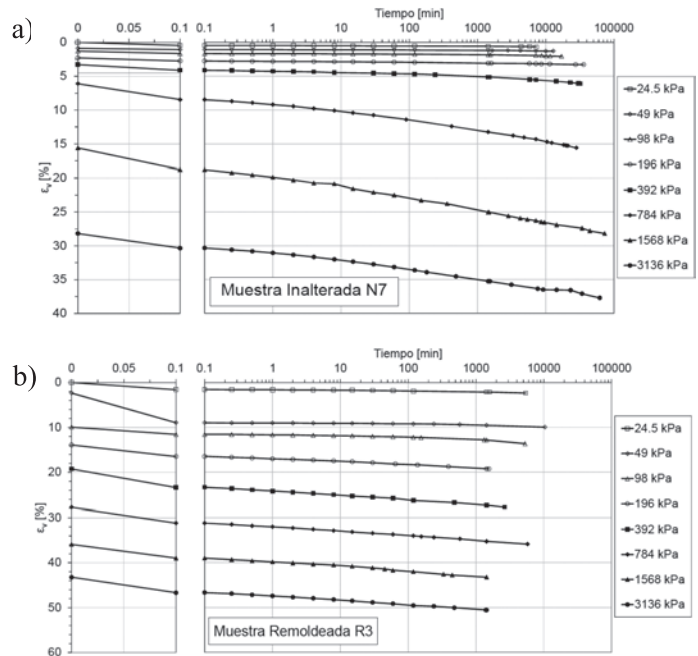 a)
Tiempo [min]
0 0.05 0.1 0.1 1 10 100 1000 10000 100000
0
5
10
15
20
25
30
35
40
εv [%]
24.5 kPa
49 kPa
98 kPa
196 kPa
392 kPa
784 kPa
1568 kPa
3136 kPa
Muestra Inalterada N7
b)
Tiempo [min]
0 0.05 0.1 0.1 1 10 100 1000 10000 100000
0
10
20
30
40
50
60
εv [%]
24.5 kPa
49 kPa
98 kPa
196 kPa
392 kPa
784 kPa
1568 kPa
3136 kPa
Muestra Remoldeada R3